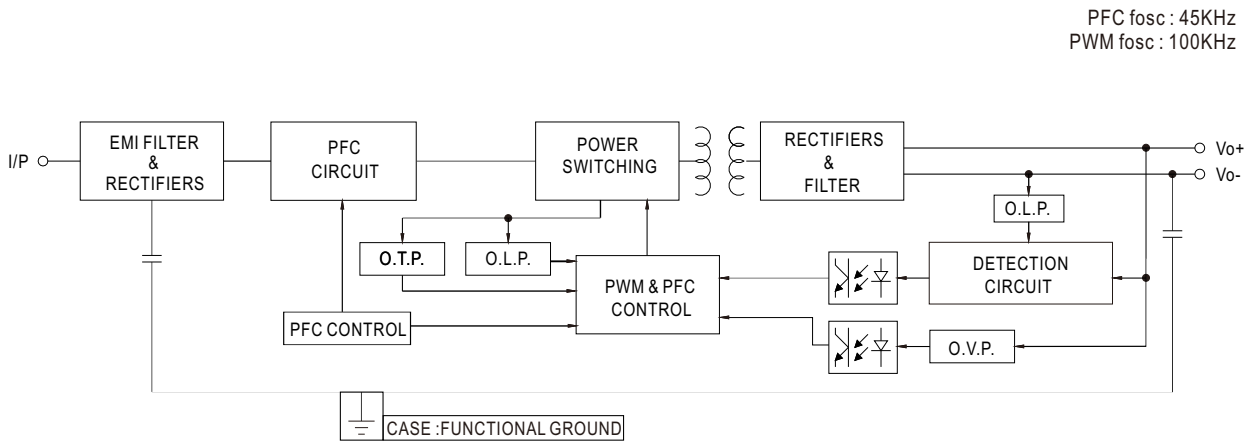 PFC fosc : 45KHz
PWM fosc : 100KHz
I/P
EMI FILTER
&
RECTIFIERS
PFC
CIRCUIT
POWER
SWITCHING
RECTIFIERS
&
FILTER
Vo+
Vo-
O.L.P.
O.T.P.
O.L.P.
PWM & PFC
CONTROL
DETECTION
CIRCUIT
PFC CONTROL
O.V.P.
CASE :FUNCTIONAL GROUND